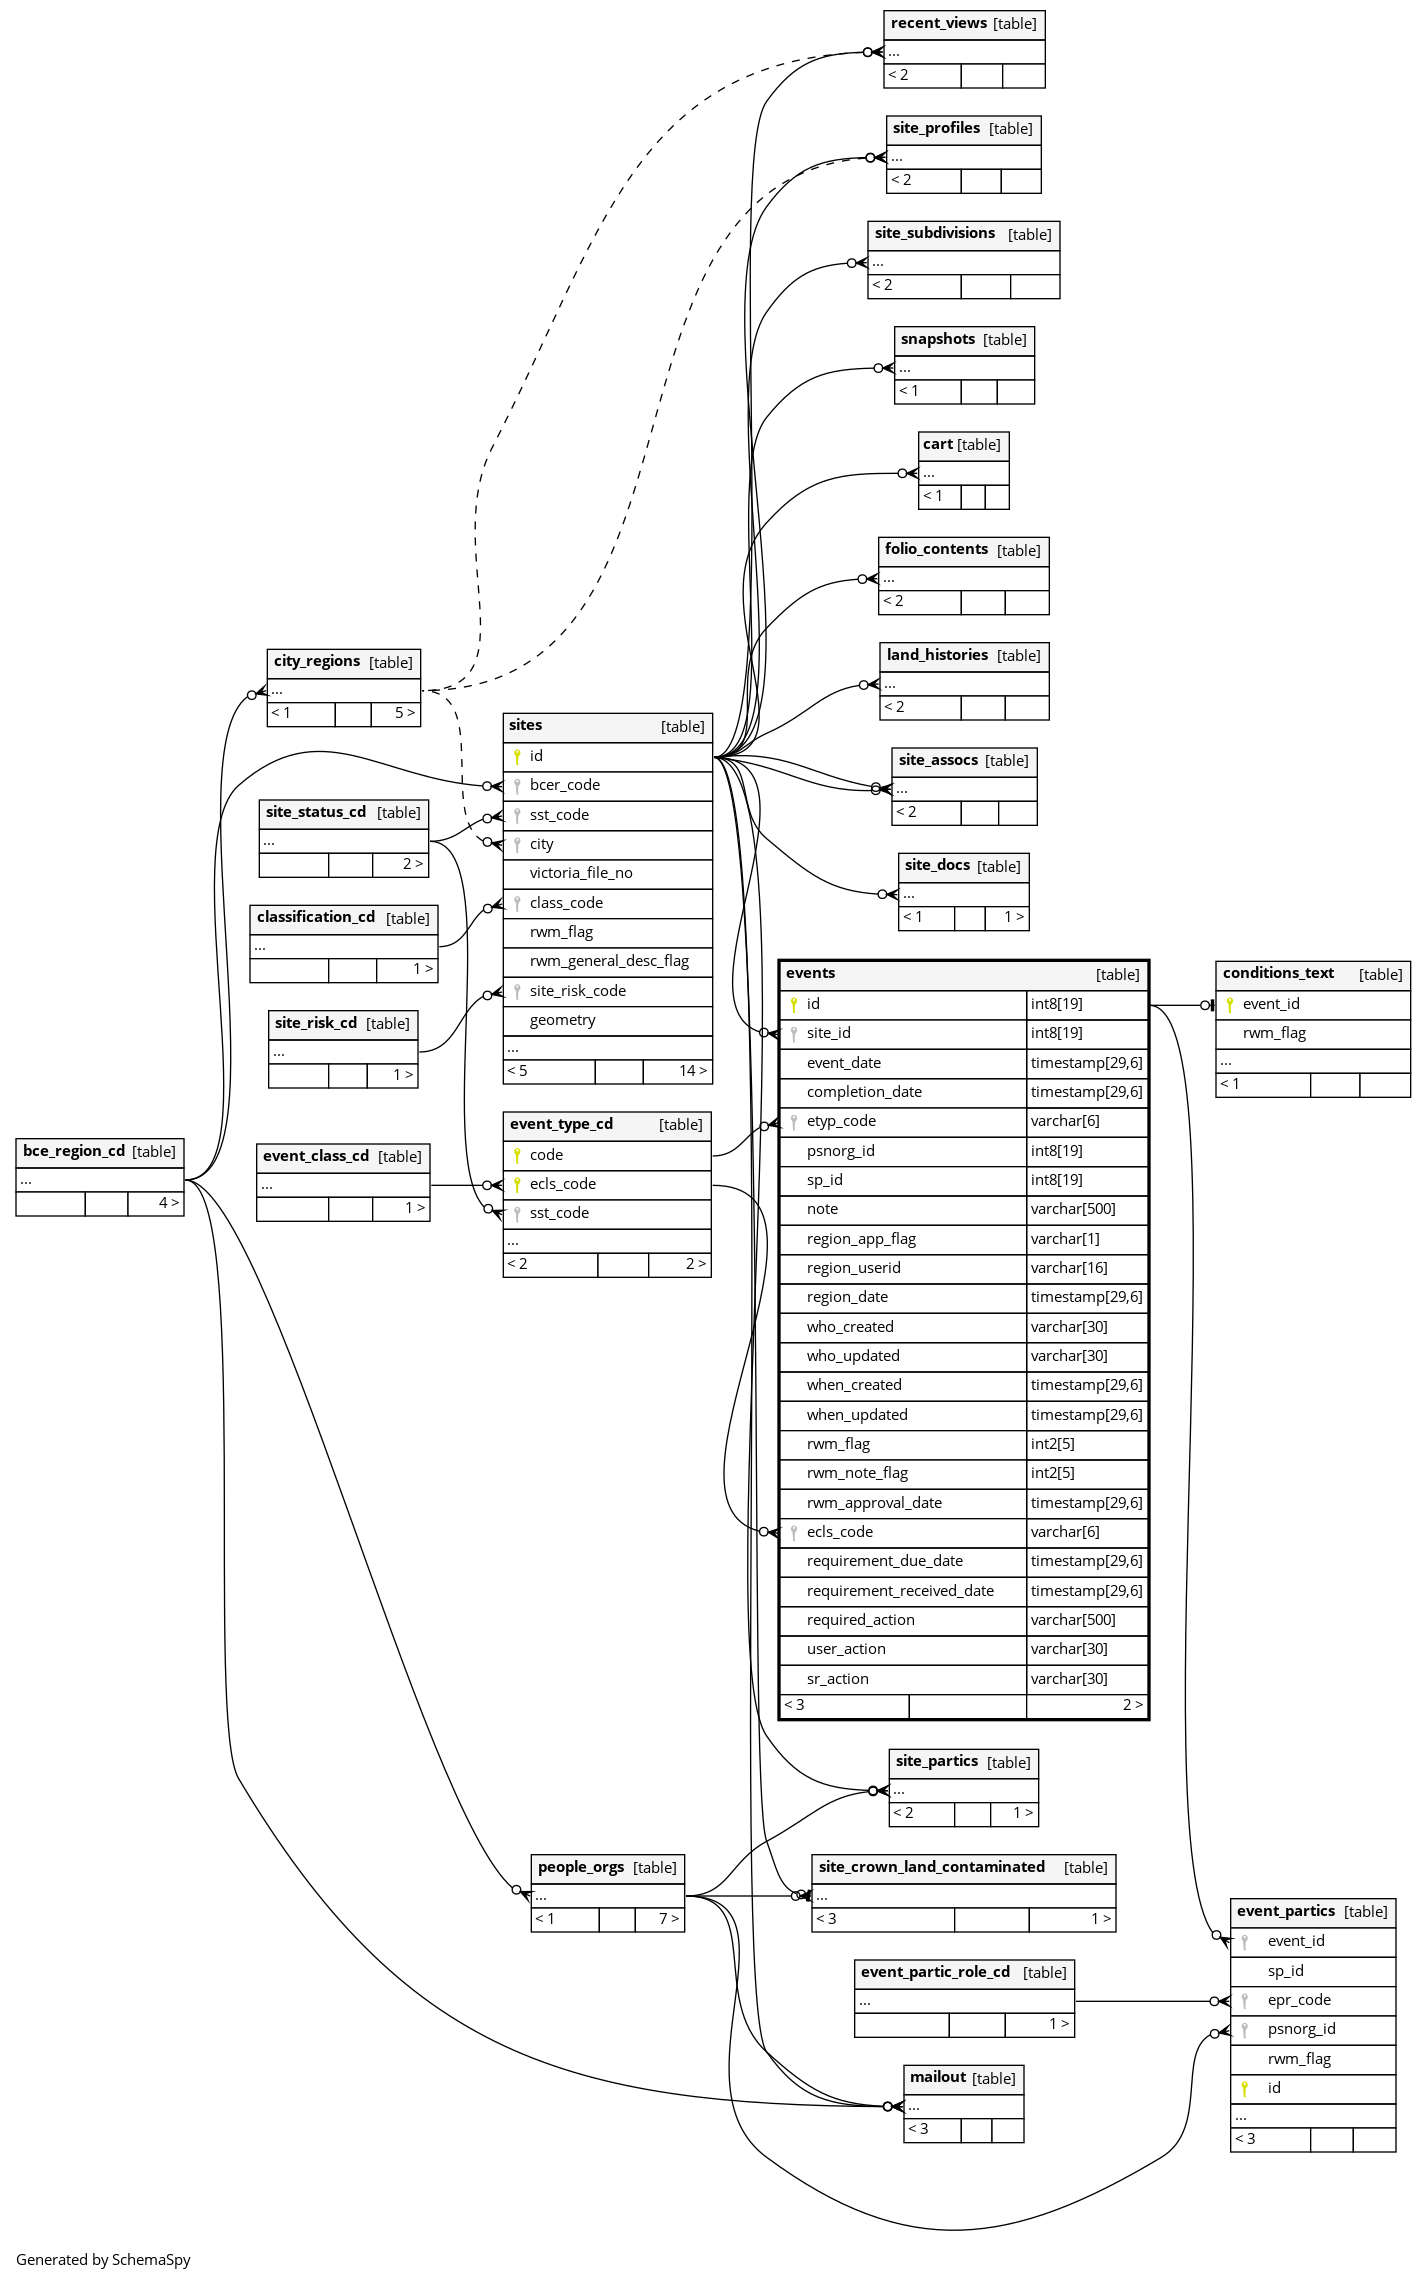 recent_views [table]
...
< 2
site_profiles [table]
...
< 2
site_subdivisions [table]
...
< 2
snapshots [table]
...
< 1
cart [table]
...
< 1
folio_contents [table]
...
< 2
land_histories [table]
...
< 2
site_assocs [table]
...
< 2
site_docs [table]
...
< 1 1 >
city_regions [table]
...
< 1 5 >
site_status_cd [table]
...
2 >
classification_cd [table]
...
1 >
site_risk_cd [table]
...
1 >
sites [table]
id
bcer_code
sst_code
city
victoria_file_no
class_code
rwm_flag
rwm_general_desc_flag
site_risk_code
geometry
...
< 5 14 >
bce_region_cd [table]
...
4 >
event_class_cd [table]
...
1 >
event_type_cd [table]
code
ecls_code
sst_code
...
< 2 2 >
events [table]
id int8[19]
site_id int8[19]
event_date timestamp[29,6]
completion_date timestamp[29,6]
etyp_code varchar[6]
psnorg_id int8[19]
sp_id int8[19]
note varchar[500]
region_app_flag varchar[1]
region_userid varchar[16]
region_date timestamp[29,6]
who_created varchar[30]
who_updated varchar[30]
when_created timestamp[29,6]
when_updated timestamp[29,6]
rwm_flag int2[5]
rwm_note_flag int2[5]
rwm_approval_date timestamp[29,6]
ecls_code varchar[6]
requirement_due_date timestamp[29,6]
requirement_received_date timestamp[29,6]
required_action varchar[500]
user_action varchar[30]
sr_action varchar[30]
< 3 2 >
conditions_text [table]
event_id
rwm_flag
...
< 1
site_partics [table]
...
< 2 1 >
people_orgs [table]
...
< 1 7 >
site_crown_land_contaminated [table]
...
< 3 1 >
event_partic_role_cd [table]
...
1 >
mailout [table]
...
< 3
event_partics [table]
event_id
sp_id
epr_code
psnorg_id
rwm_flag
id
...
< 3
Generated by SchemaSpy